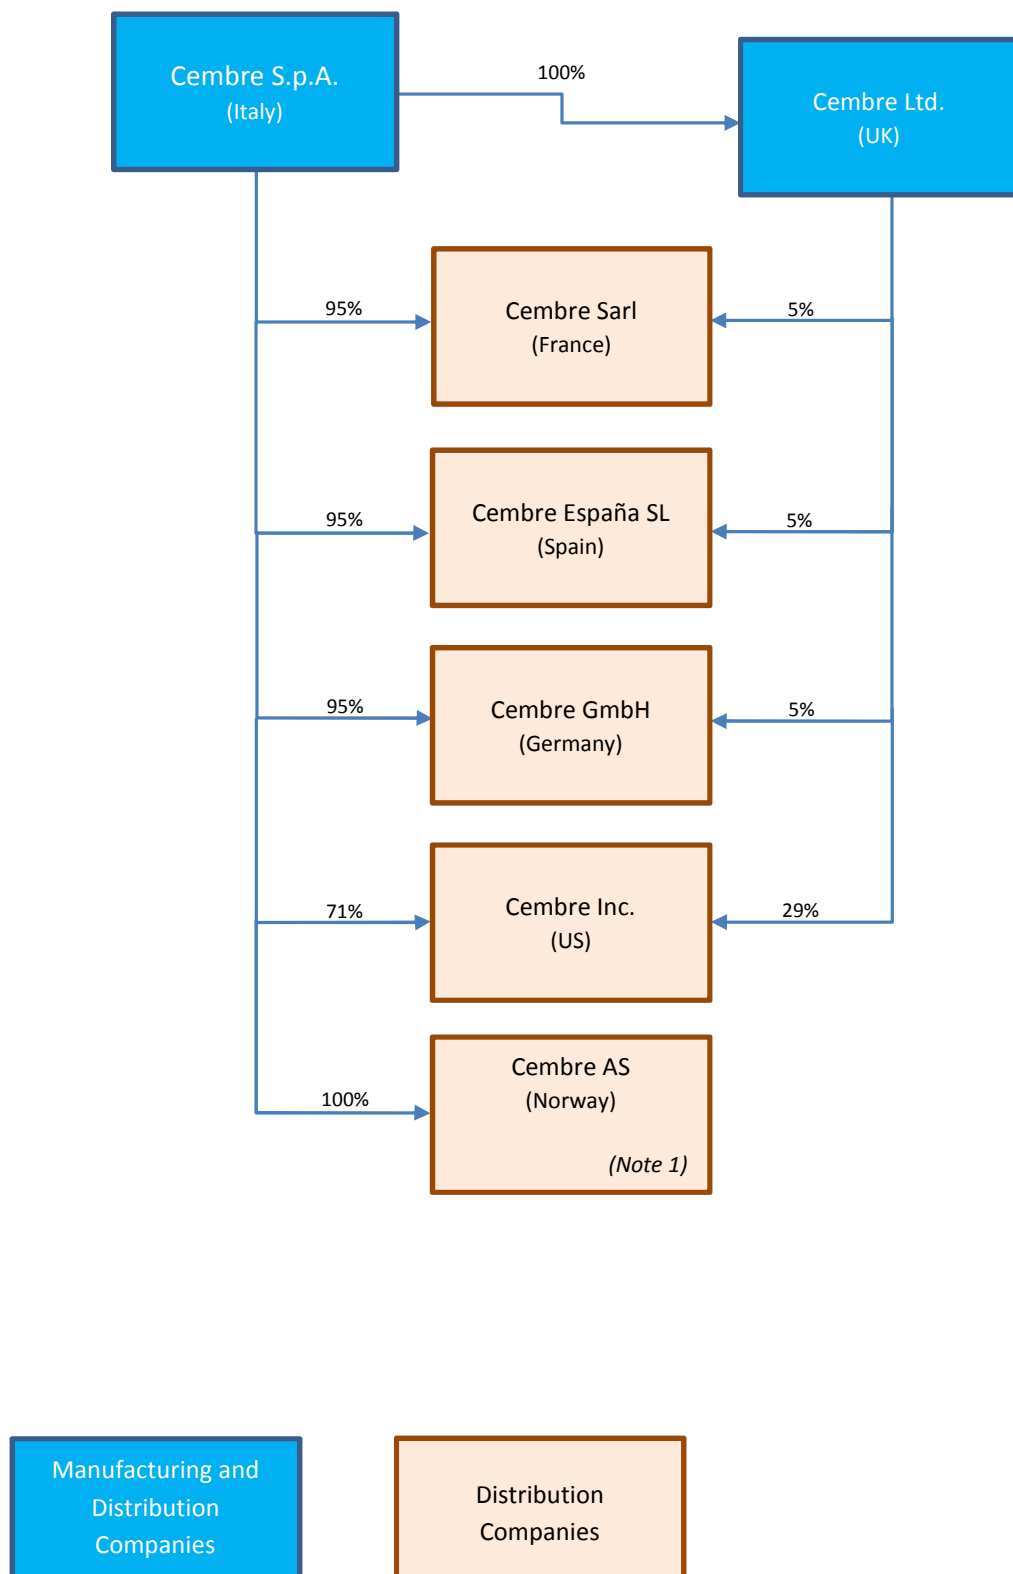 Cembre S.p.A.
(Italy)
100%
Cembre Ltd.
(UK)
95%
Cembre Sarl
(France)
5%
95%
Cembre España SL
(Spain)
5%
95%
Cembre GmbH
(Germany)
5%
71%
Cembre Inc.
(US)
29%
100%
Cembre AS
(Norway)
(Note 1)
Manufacturing and
Distribution
Companies
Distribution
Companies